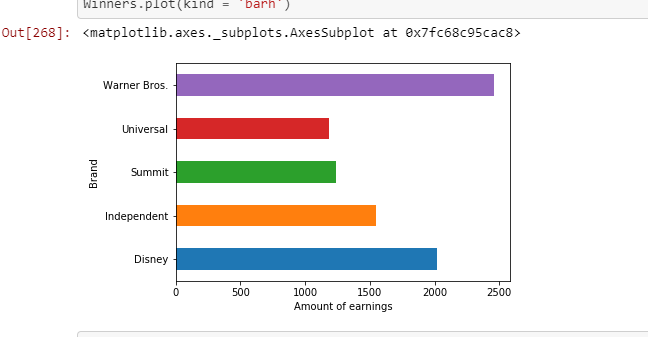 Winners.plot(kind = 'barh')
Out[268]: <matplotlib.axes._subplots.AxesSubplot at 0x7fc68c95cac8>
Warner Bros.
Universal
Summit
Independent
Disney
Brand
0 500 1000 1500 2000 2500
Amount of earnings